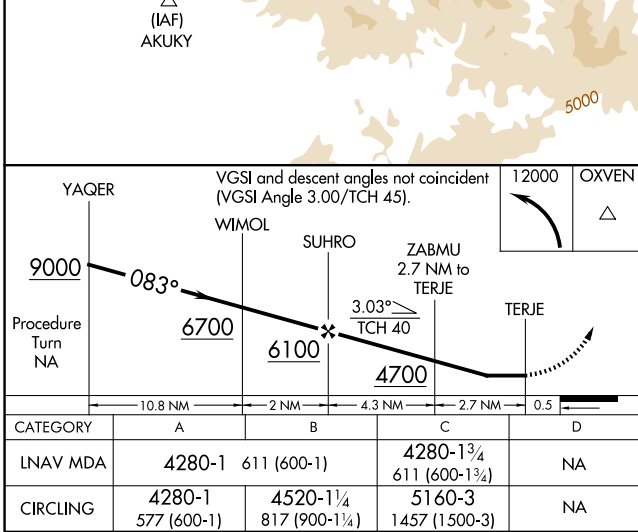 (IAF)
AKUKY
5000
VGSI and descent angles not coincident
(VGSI Angle 3.00/TCH 45).
12000
OXVEN
YAQER
WIMOL
SUHRO
ZABMU
2.7 NM to
TERJE
TERJE
9000
083°
3.03°
TCH 40
Procedure
Turn
NA
6700
6100
4700
10.8 NM
2 NM
4.3 NM
2.7 NM
0.5
CATEGORY A B C D
LNAV MDA 4280-1 611 (600-1) 4280-1¾ NA
611 (600-1¾)
CIRCLING 4280-1 4520-1¼ 5160-3 NA
577 (600-1) 817 (900-1¼) 1457 (1500-3)